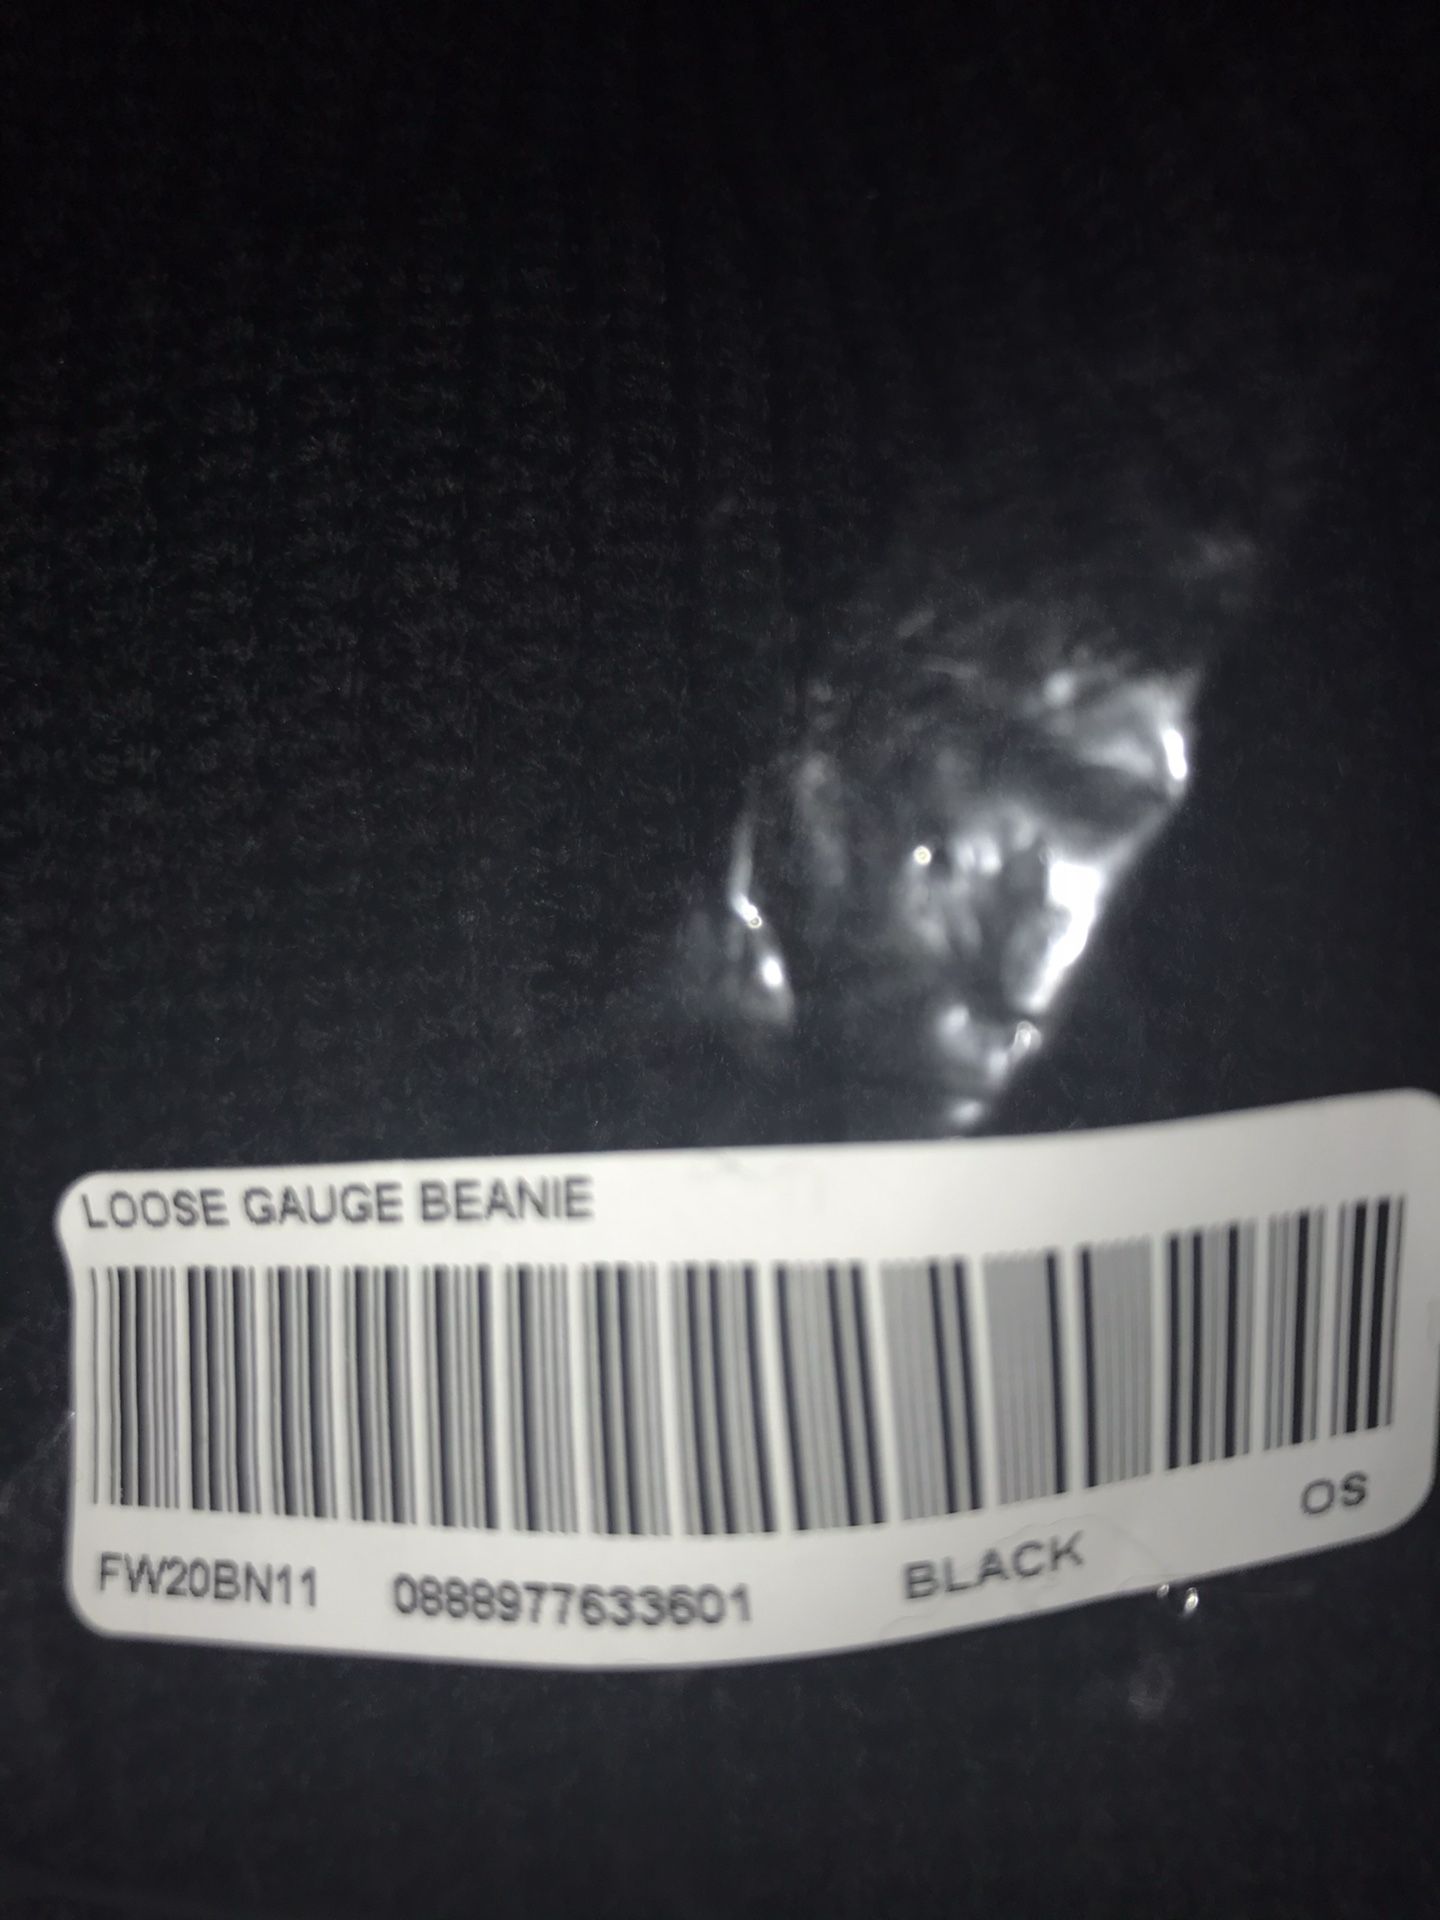 LOOSE GAUGE BEANIE
FW20BN11 0888977633601 BLACK OS